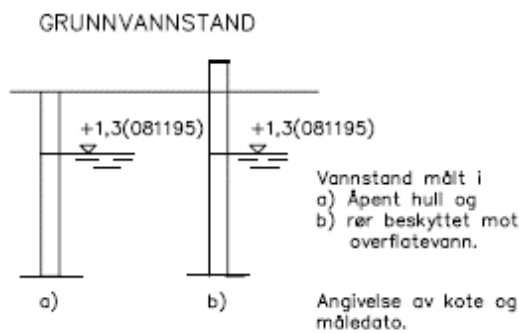 GRUNNVANNSTAND
+1,3(081195)
+1,3(081195)
Vannstand målt i
a) Åpent hull og
b) rør beskyttet mot
overflatevann.
a)
b)
Angivelse av kote og
måledato.